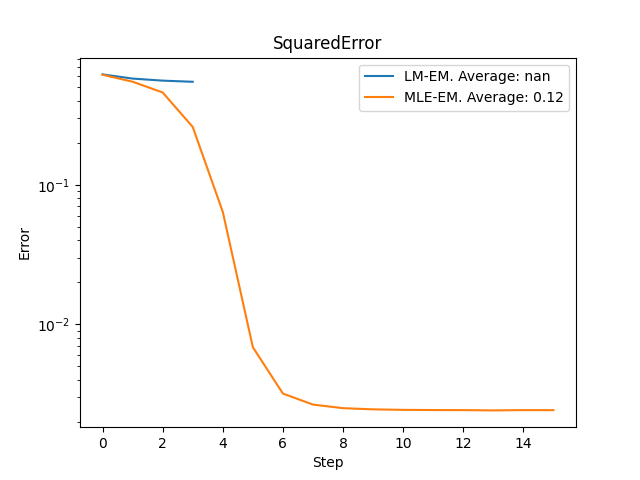 SquaredError
LM-EM. Average: nan
MLE-EM. Average: 0.12
Error
10⁻¹
10⁻²
0 2 4 6 8 10 12 14
Step